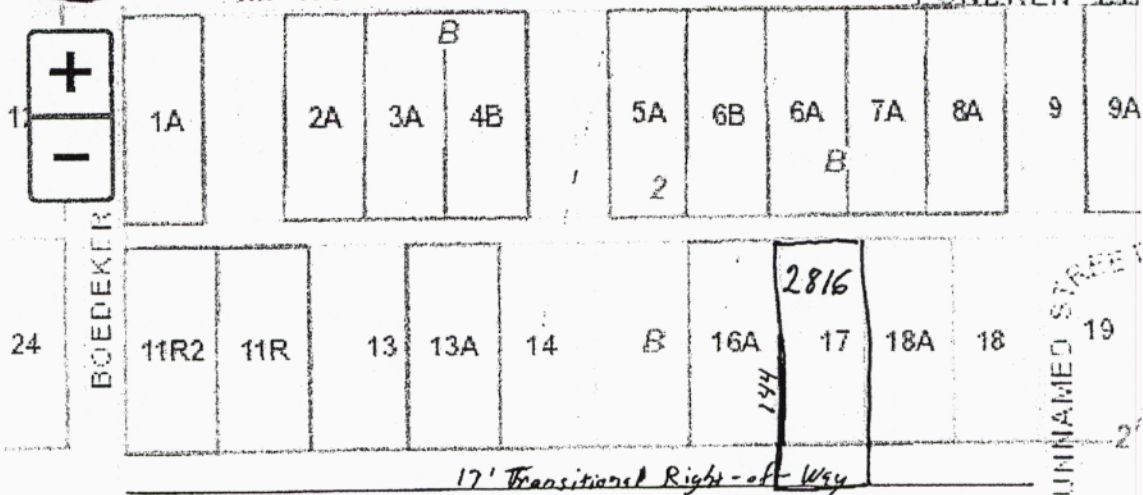 B
+
1A 2A 3A 4B 5A 6B 6A 7A 8A 9 9A
−
B
2
BOEDEKER
2816
UNNAMED STREET
24 11R2 11R 13 13A 14 B 16A 17 18A 18 19
144
17' Transitional Right-of-Way